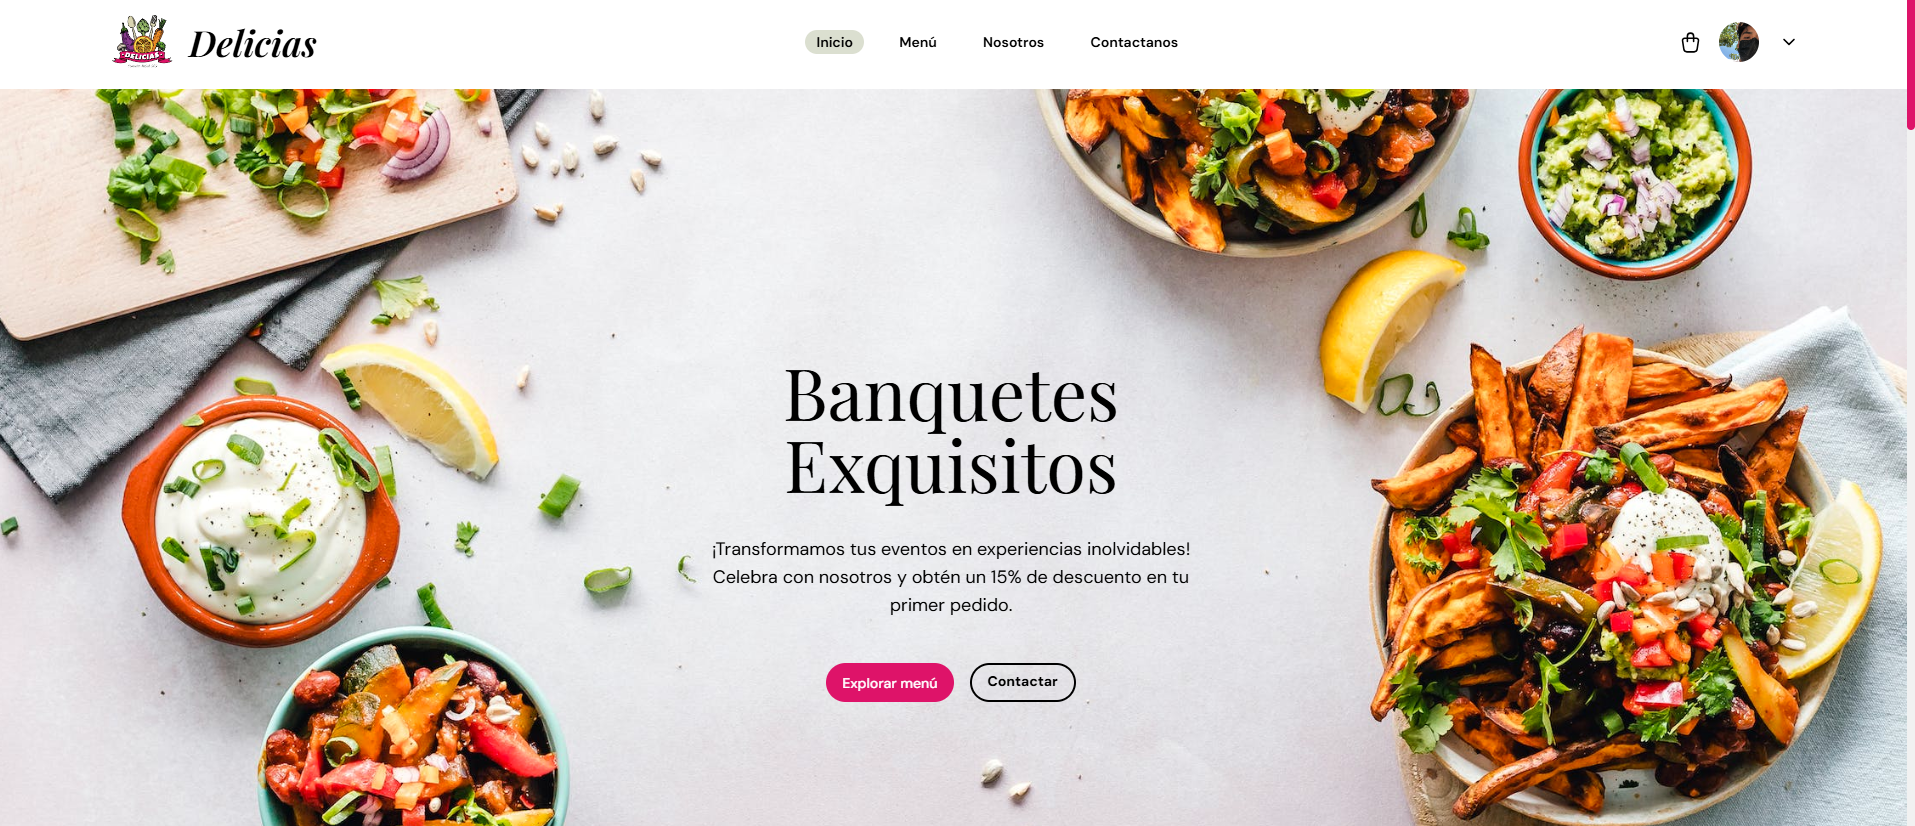 DELICIAS
Delicias
Inicio
Menú
Nosotros
Contactanos
Banquetes
Exquisitos
¡Transformamos tus eventos en experiencias inolvidables!
Celebra con nosotros y obtén un 15% de descuento en tu
primer pedido.
Explorar menú
Contactar